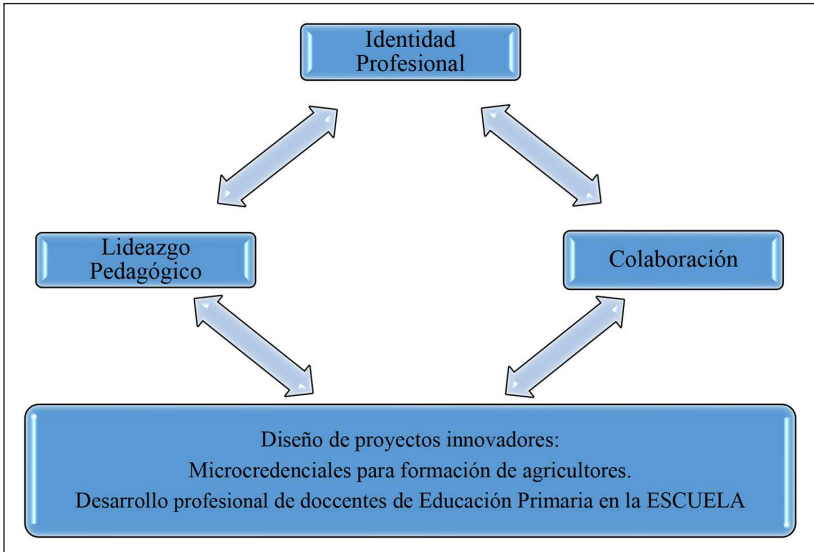 Identidad
Profesional
Lideazgo
Pedagógico
Colaboración
Diseño de proyectos innovadores:
Microcredenciales para formación de agricultores.
Desarrollo profesional de doccentes de Educación Primaria en la ESCUELA